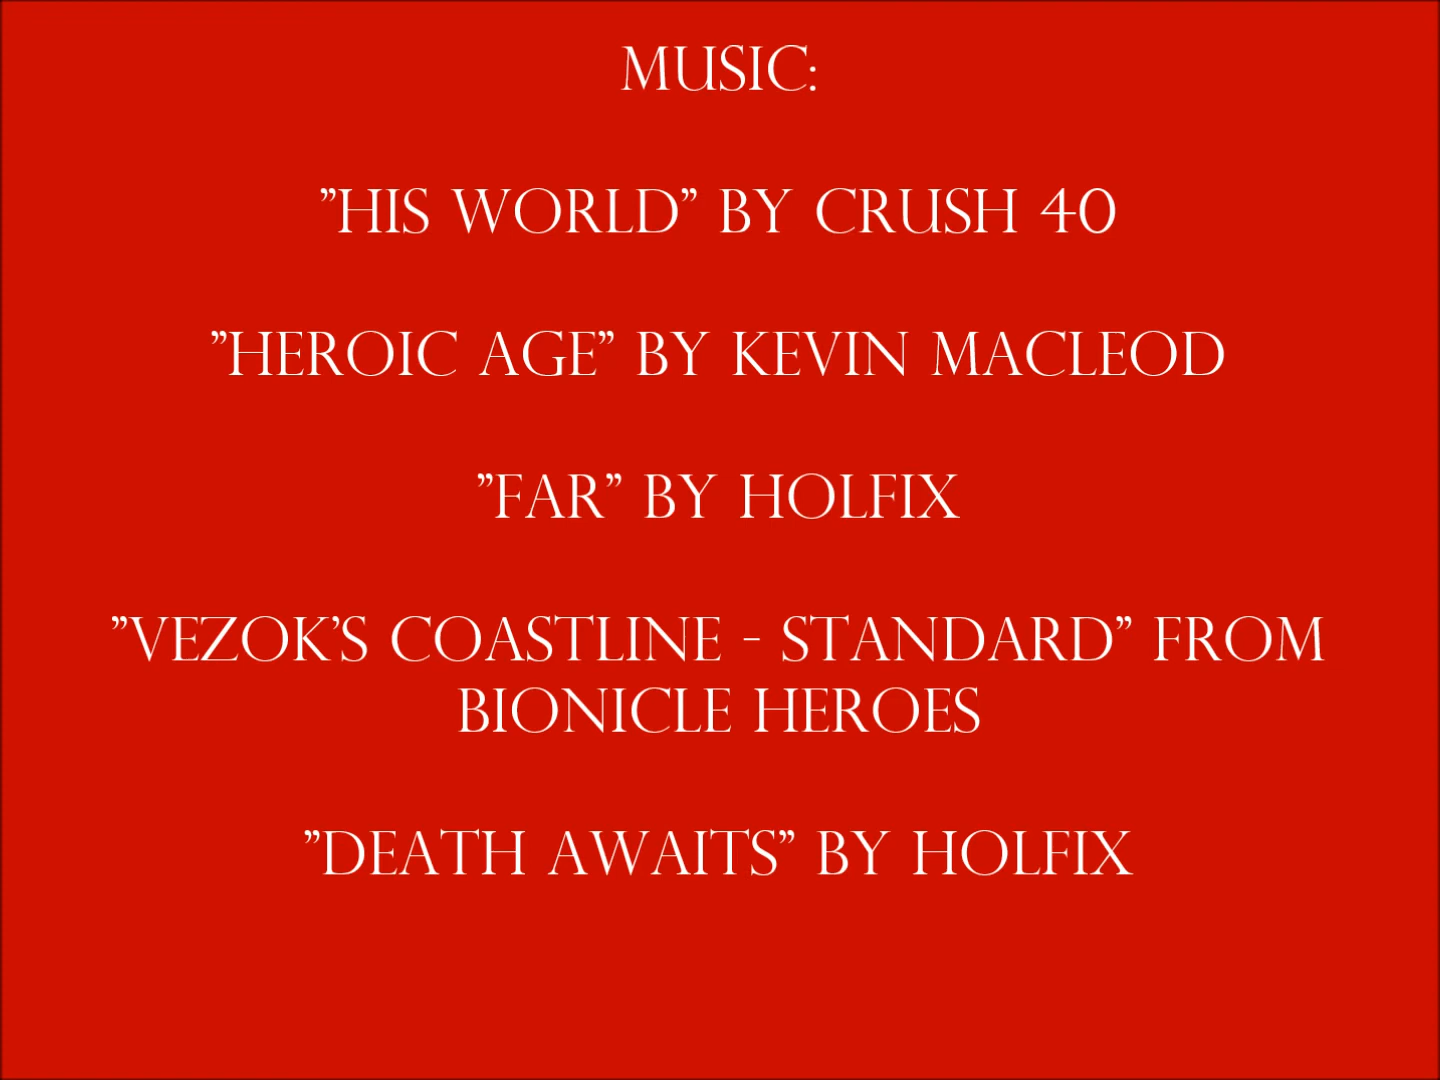 MUSIC:
"HIS WORLD" BY CRUSH 40
"HEROIC AGE" BY KEVIN MACLEOD
"FAR" BY HOLFIX
"VEZOK'S COASTLINE - STANDARD" FROM
BIONICLE HEROES
"DEATH AWAITS" BY HOLFIX